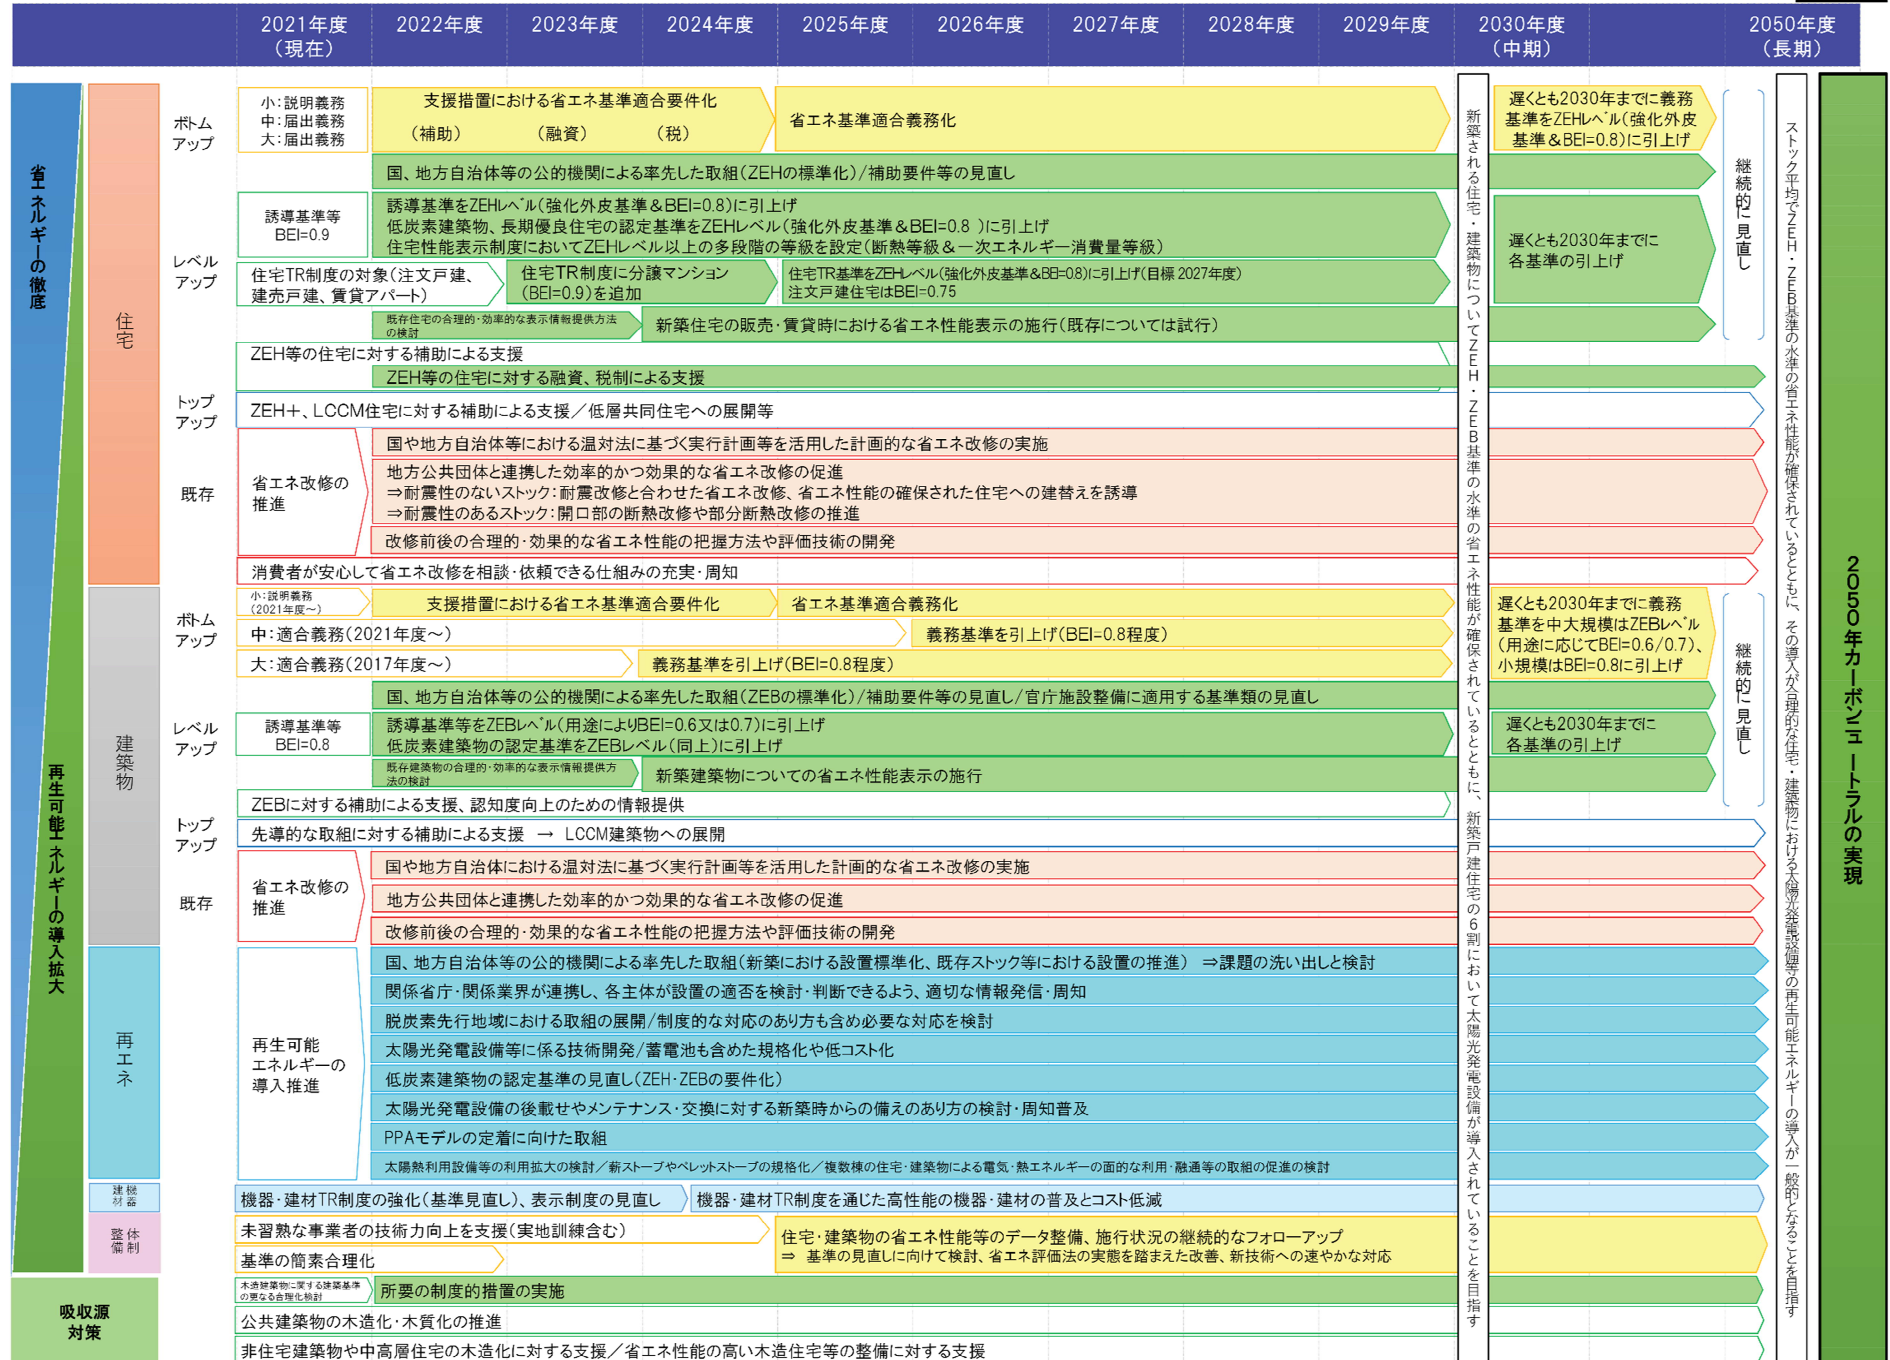 2021年度
（現在）
2022年度
2023年度
2024年度
2025年度
2026年度
2027年度
2028年度
2029年度
2030年度
（中期）
2050年度
（長期）
省エネルギーの徹底
再生可能エネルギーの導入拡大
住宅
ボトム
アップ
小：説明義務
中：届出義務
大：届出義務
支援措置における省エネ基準適合要件化
（補助） （融資） （税）
省エネ基準適合義務化
遅くとも2030年までに義務
基準をZEHレベル（強化外皮
基準＆BEI=0.8）に引上げ
国、地方自治体等の公的機関による率先した取組（ZEHの標準化）/補助要件等の見直し
レベル
アップ
誘導基準等
BEI=0.9
誘導基準をZEHレベル（強化外皮基準＆BEI=0.8）に引上げ
低炭素建築物、長期優良住宅の認定基準をZEHレベル（強化外皮基準＆BEI=0.8 ）に引上げ
住宅性能表示制度においてZEHレベル以上の多段階の等級を設定（断熱等級＆一次エネルギー消費量等級）
遅くとも2030年までに
各基準の引上げ
継続的に見直し
住宅TR制度の対象（注文戸建、
建売戸建、賃貸アパート）
住宅TR制度に分譲マンション
（BEI=0.9）を追加
住宅TR基準をZEHレベル（強化外皮基準＆BEI=0.8）に引上げ（目標 2027年度）
注文戸建住宅はBEI=0.75
既存住宅の合理的・効率的な表示情報提供方法
の検討
新築住宅の販売・賃貸時における省エネ性能表示の施行（既存については試行）
ZEH等の住宅に対する補助による支援
ZEH等の住宅に対する融資、税制による支援
トップ
アップ
ZEH＋、LCCM住宅に対する補助による支援／低層共同住宅への展開等
既存
省エネ改修の
推進
国や地方自治体等における温対法に基づく実行計画等を活用した計画的な省エネ改修の実施
地方公共団体と連携した効率的かつ効果的な省エネ改修の促進
⇒耐震性のないストック：耐震改修と合わせた省エネ改修、省エネ性能の確保された住宅への建替えを誘導
⇒耐震性のあるストック：開口部の断熱改修や部分断熱改修の推進
改修前後の合理的・効果的な省エネ性能の把握方法や評価技術の開発
消費者が安心して省エネ改修を相談・依頼できる仕組みの充実・周知
建築物
ボトム
アップ
小：説明義務
（2021年度～）
支援措置における省エネ基準適合要件化
省エネ基準適合義務化
中：適合義務（2021年度～）
義務基準を引上げ（BEI=0.8程度）
大：適合義務（2017年度～）
義務基準を引上げ（BEI=0.8程度）
遅くとも2030年までに義務
基準を中大規模はZEBレベル
（用途に応じてBEI=0.6/0.7）、
小規模はBEI=0.8に引上げ
国、地方自治体等の公的機関による率先した取組（ZEBの標準化）/補助要件等の見直し/官庁施設整備に適用する基準類の見直し
レベル
アップ
誘導基準等
BEI=0.8
誘導基準等をZEBレベル（用途によりBEI=0.6又は0.7）に引上げ
低炭素建築物の認定基準をZEBレベル（同上）に引上げ
遅くとも2030年までに
各基準の引上げ
継続的に見直し
既存建築物の合理的・効率的な表示情報提供方
法の検討
新築建築物についての省エネ性能表示の施行
ZEBに対する補助による支援、認知度向上のための情報提供
トップ
アップ
先導的な取組に対する補助による支援 → LCCM建築物への展開
既存
省エネ改修の
推進
国や地方自治体における温対法に基づく実行計画等を活用した計画的な省エネ改修の実施
地方公共団体と連携した効率的かつ効果的な省エネ改修の促進
改修前後の合理的・効果的な省エネ性能の把握方法や評価技術の開発
再エネ
再生可能
エネルギーの
導入推進
国、地方自治体等の公的機関による率先した取組（新築における設置標準化、既存ストック等における設置の推進） ⇒課題の洗い出しと検討
関係省庁・関係業界が連携し、各主体が設置の適否を検討・判断できるよう、適切な情報発信・周知
脱炭素先行地域における取組の展開/制度的な対応のあり方も含め必要な対応を検討
太陽光発電設備等に係る技術開発/蓄電池も含めた規格化や低コスト化
低炭素建築物の認定基準の見直し（ZEH・ZEBの要件化）
太陽光発電設備の後載せやメンテナンス・交換に対する新築時からの備えのあり方の検討・周知普及
PPAモデルの定着に向けた取組
太陽熱利用設備等の利用拡大の検討／薪ストーブやペレットストーブの規格化／複数棟の住宅・建築物による電気・熱エネルギーの面的な利用・融通等の取組の促進の検討
機器
建材
機器・建材TR制度の強化（基準見直し）、表示制度の見直し
機器・建材TR制度を通じた高性能の機器・建材の普及とコスト低減
体制
整備
未習熟な事業者の技術力向上を支援（実地訓練含む）
基準の簡素合理化
住宅・建築物の省エネ性能等のデータ整備、施行状況の継続的なフォローアップ
⇒ 基準の見直しに向けて検討、省エネ評価法の実態を踏まえた改善、新技術への速やかな対応
吸収源
対策
木造建築物に関する建築基準
の更なる合理化検討
所要の制度的措置の実施
公共建築物の木造化・木質化の推進
非住宅建築物や中高層住宅の木造化に対する支援／省エネ性能の高い木造住宅等の整備に対する支援
新築される住宅・建築物についてZEH・ZEB基準の水準の省エネ性能が確保されているとともに、新築戸建住宅の6割において太陽光発電設備が導入されていることを目指す
ストック平均でZEH・ZEB基準の水準の省エネ性能が確保されているとともに、その導入が合理的な住宅・建築物における太陽光発電設備等の再生可能エネルギーの導入が一般的となることを目指す
2050年カーボンニュートラルの実現